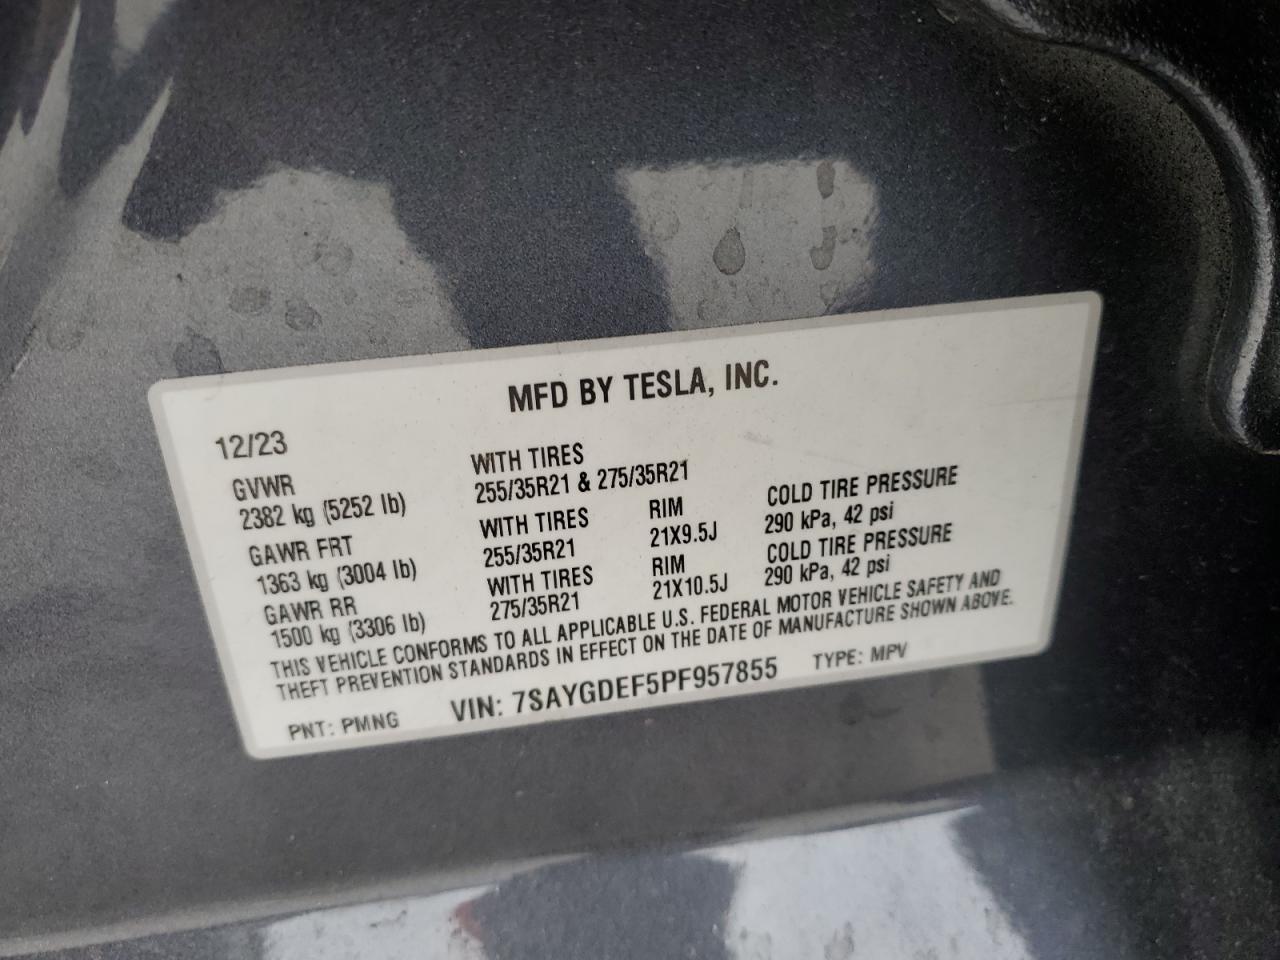 MFD BY TESLA, INC.
12/23
GVWR
2382 kg (5252 lb)
WITH TIRES
255/35R21 & 275/35R21
GAWR FRT
1363 kg (3004 lb)
WITH TIRES
255/35R21
RIM
21X9.5J
COLD TIRE PRESSURE
290 kPa, 42 psi
GAWR RR
1500 kg (3306 lb)
WITH TIRES
275/35R21
RIM
21X10.5J
COLD TIRE PRESSURE
290 kPa, 42 psi
THIS VEHICLE CONFORMS TO ALL APPLICABLE U.S. FEDERAL MOTOR VEHICLE SAFETY AND
THEFT PREVENTION STANDARDS IN EFFECT ON THE DATE OF MANUFACTURE SHOWN ABOVE.
PNT: PMNG VIN: 7SAYGDEF5PF957855 TYPE: MPV